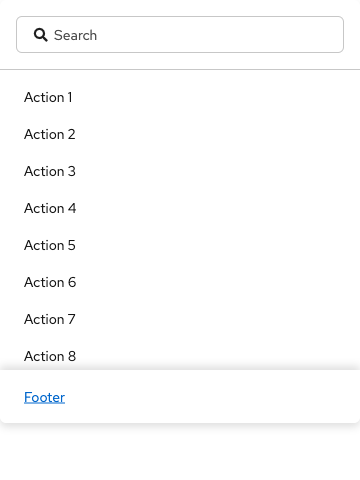 Search
Action 1
Action 2
Action 3
Action 4
Action 5
Action 6
Action 7
Action 8
Footer